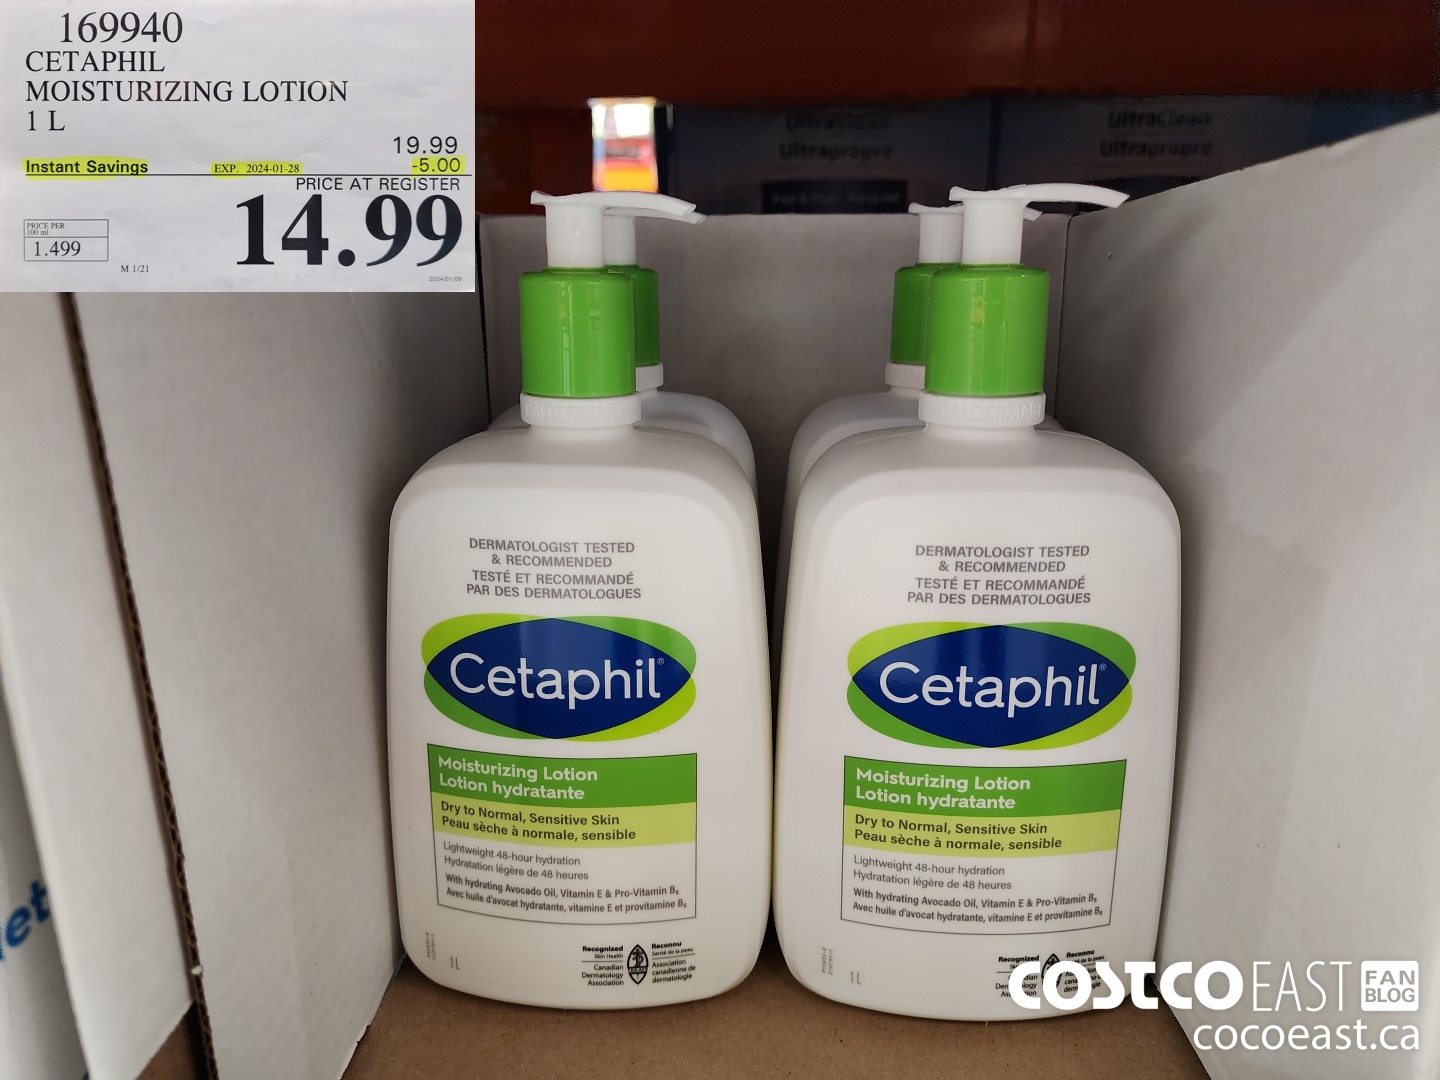 169940
CETAPHIL
MOISTURIZING LOTION
1 L
19.99
Instant Savings EXP. 2024-01-28 -5.00
PRICE AT REGISTER
14.99
PRICE PER
100 ml
1.499
M 1/21
2024/01/08
UltraClean
Ultrapropre
UltraClean
Ultrapropre
GALDERMA
DERMATOLOGIST TESTED
& RECOMMENDED
TESTÉ ET RECOMMANDÉ
PAR DES DERMATOLOGUES
Cetaphil®
Moisturizing Lotion
Lotion hydratante
Dry to Normal, Sensitive Skin
Peau sèche à normale, sensible
Lightweight 48-hour hydration
Hydratation légère de 48 heures
With hydrating Avocado Oil, Vitamin E & Pro-Vitamin B5
Avec huile d'avocat hydratante, vitamine E et provitamine B5
1L
Recognized
Skin Health
Canadian
Dermatology
Association
Reconnu
Santé de la peau
Association
canadienne de
dermatologie
GALDERMA
DERMATOLOGIST TESTED
& RECOMMENDED
TESTÉ ET RECOMMANDÉ
PAR DES DERMATOLOGUES
Cetaphil®
Moisturizing Lotion
Lotion hydratante
Dry to Normal, Sensitive Skin
Peau sèche à normale, sensible
Lightweight 48-hour hydration
Hydratation légère de 48 heures
With hydrating Avocado Oil, Vitamin E & Pro-Vitamin B5
Avec huile d'avocat hydratante, vitamine E et provitamine B5
1L
Recognized
Reconnu
COSTCO EAST FAN BLOG
cocoeast.ca